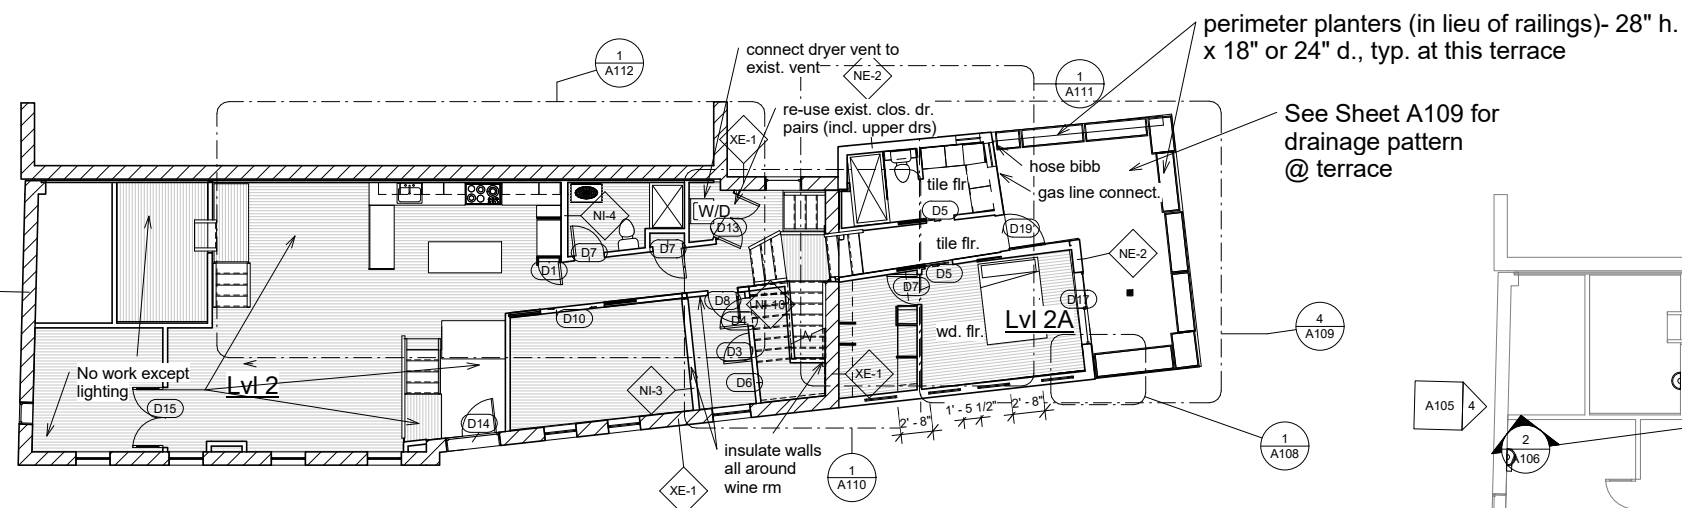 perimeter planters (in lieu of railings)- 28" h.
x 18" or 24" d., typ. at this terrace
See Sheet A109 for
drainage pattern
@ terrace
connect dryer vent to
exist. vent
re-use exist. clos. dr.
pairs (incl. upper drs)
1
A112
NE-2
1
A111
XE-1
hose bibb
gas line connect.
tile flr.
D5
W/D
D13
NI-4
D7
D7
D1
D19
tile flr.
D5
NE-2
D7
D17
D8
NI-10
D4
D10
D3
D6
wd. flr.
Lvl 2A
4
A109
No work except
lighting
Lvl 2
D15
D14
NI-3
XE-1
2' - 8"
1' - 5 1/2"
2' - 8"
insulate walls
all around
wine rm
XE-1
1
A110
1
A108
A105
4
2
A106